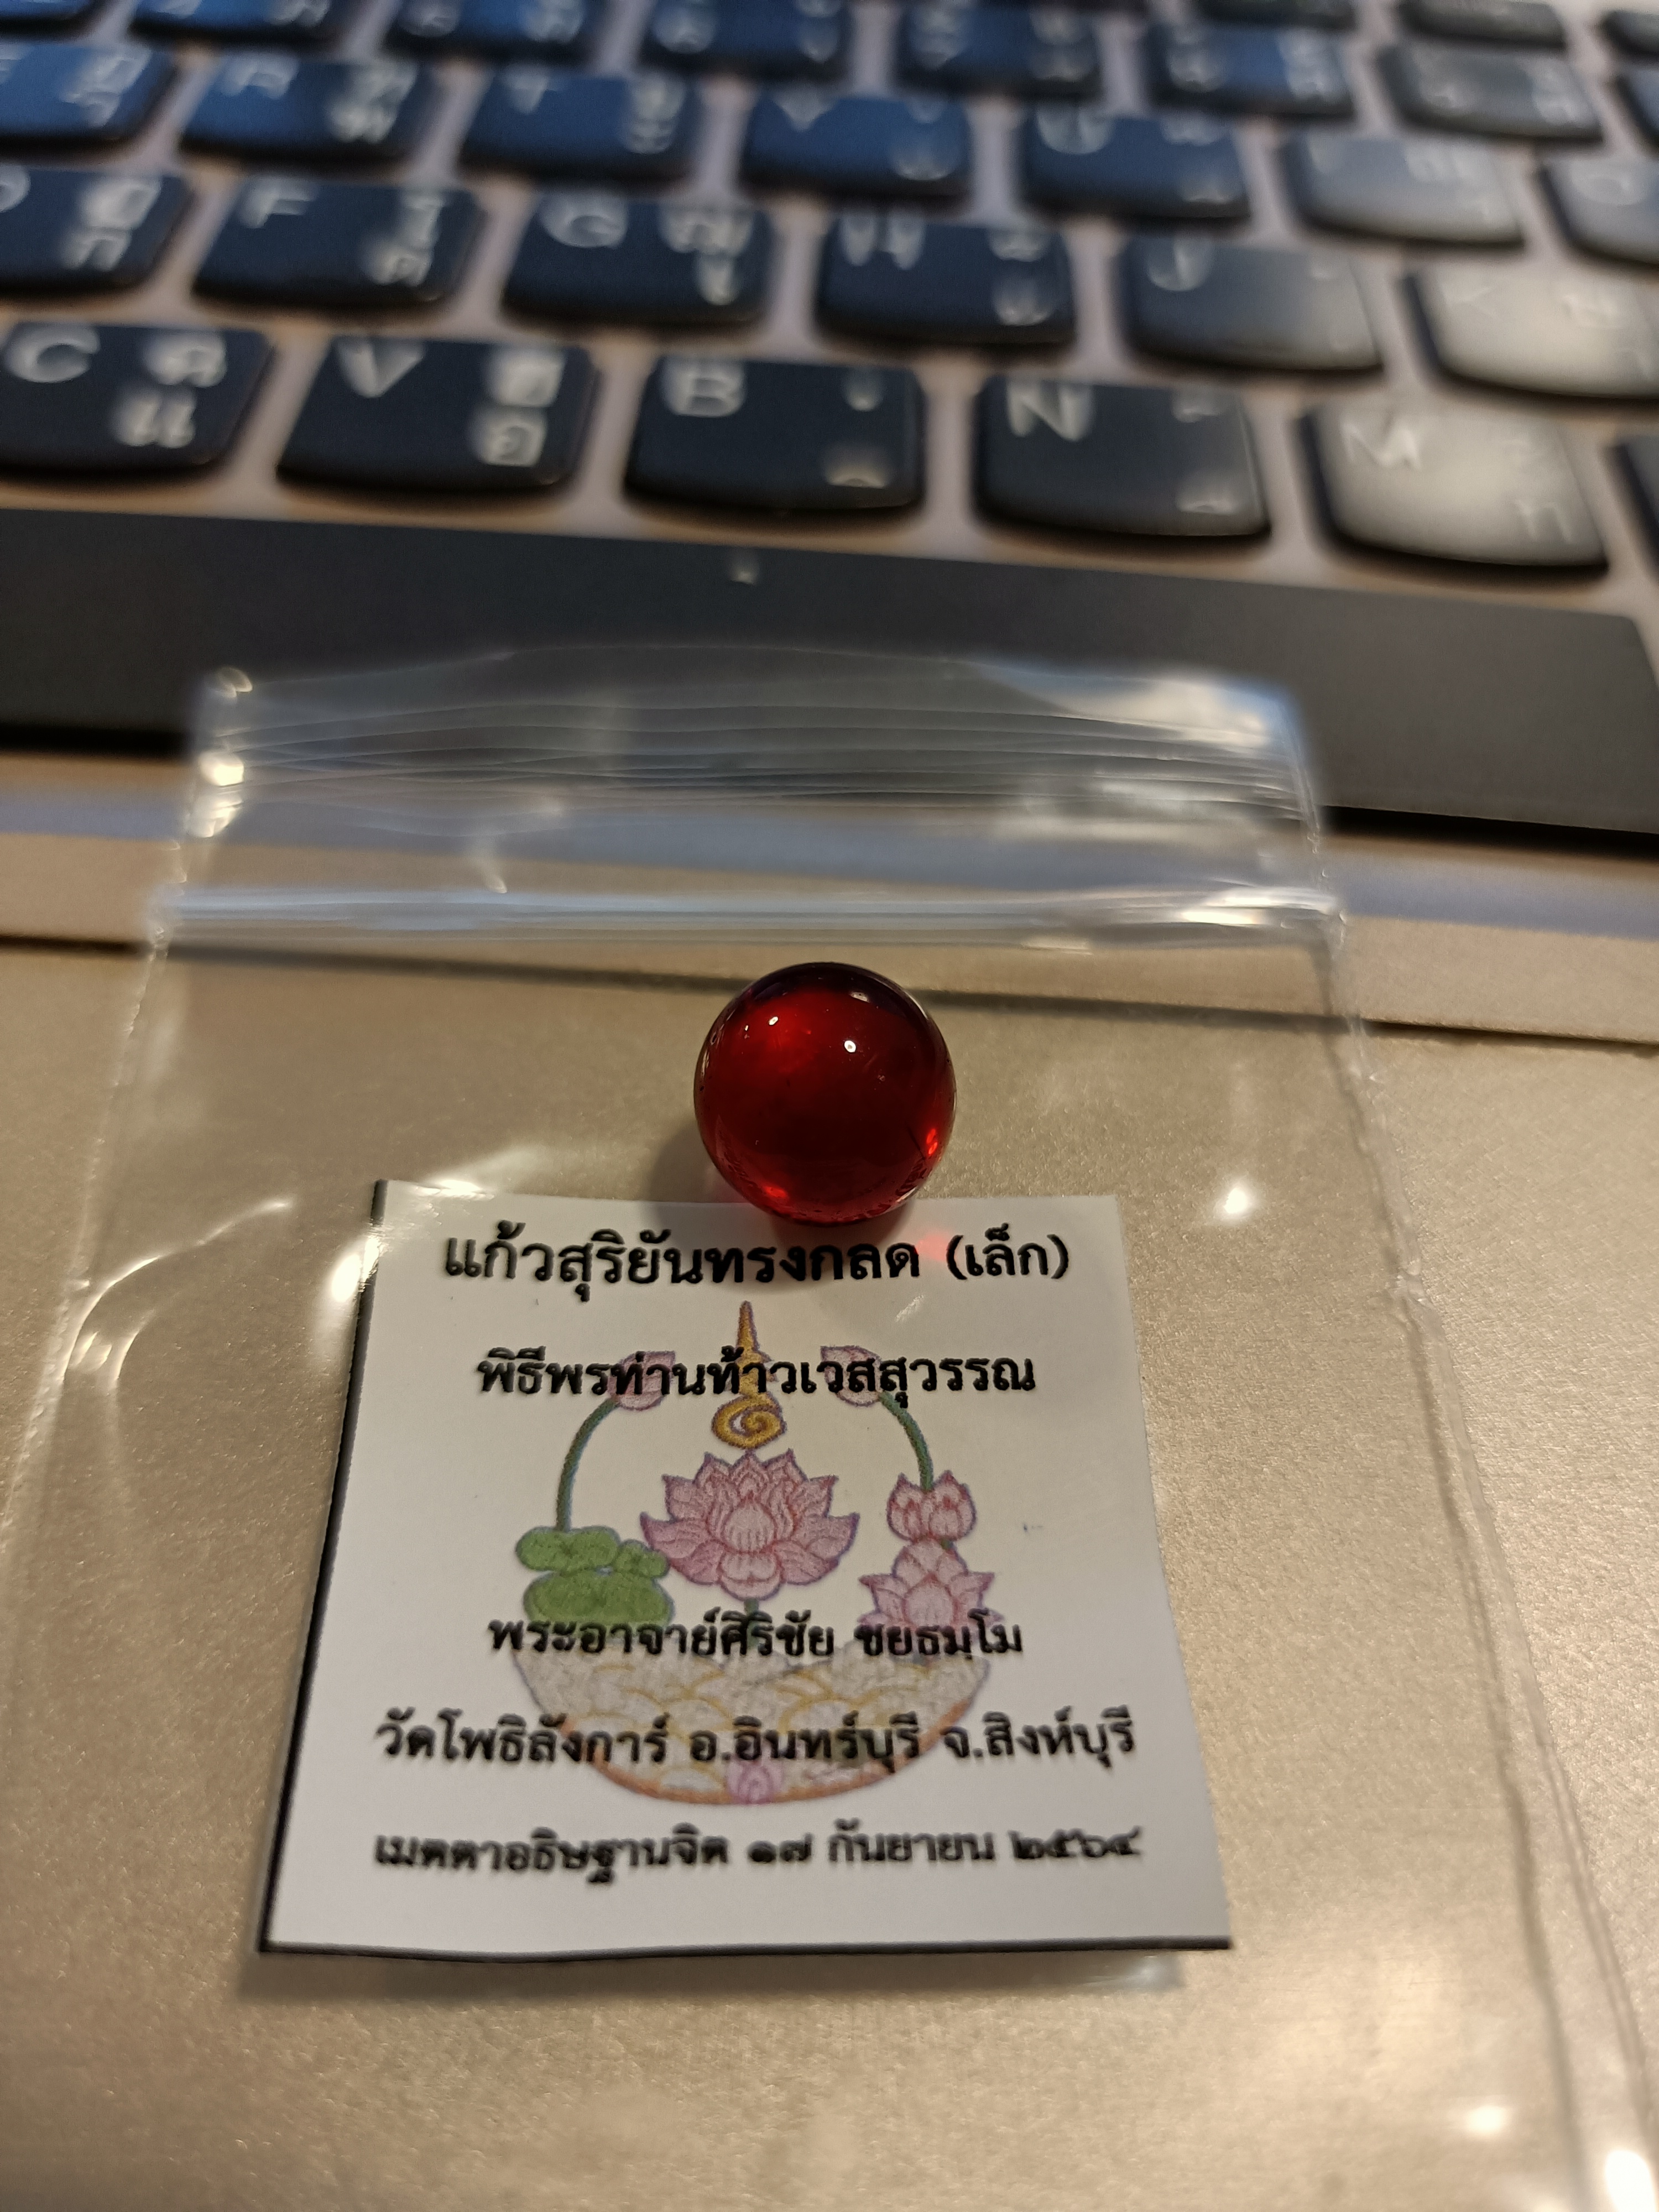 R
T
Y
F
G
H
J
K
C ฉ
แ
V ฮ
อ
B
N
M
ท
แก้วสุริยันทรงกลด (เล็ก)
พิธีพรท่านท้าวเวสสุวรรณ
พระอาจาย์ศิริชัย ชยธมฺโม
วัดโพธิลังการ์ อ.อินทร์บุรี จ.สิงห์บุรี
เมตตาอธิษฐานจิต ๑๗ กันยายน ๒๕๖๔